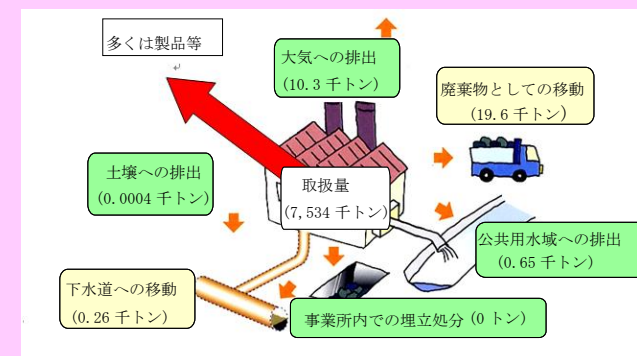 多くは製品等
大気への排出
(10.3 千トン)
廃棄物としての移動
(19.6 千トン)
土壌への排出
(0.0004 千トン)
取扱量
(7,534 千トン)
公共用水域への排出
(0.65 千トン)
下水道への移動
(0.26 千トン)
事業所内での埋立処分 (0 トン)